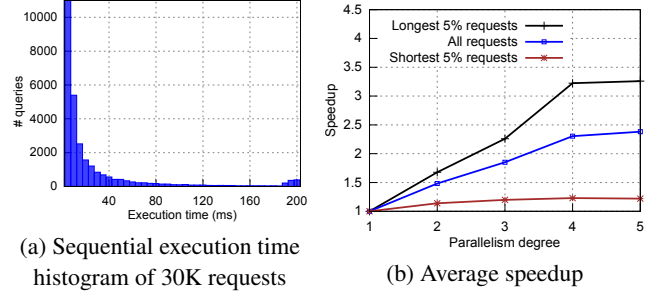 10000
8000
6000
4000
2000
0
# queries
40
80
120
160
200
Execution time (ms)
(a) Sequential execution time
histogram of 30K requests
4.5
4
3.5
3
2.5
2
1.5
1
Speedup
Longest 5% requests
All requests
Shortest 5% requests
1
2
3
4
5
Parallelism degree
(b) Average speedup